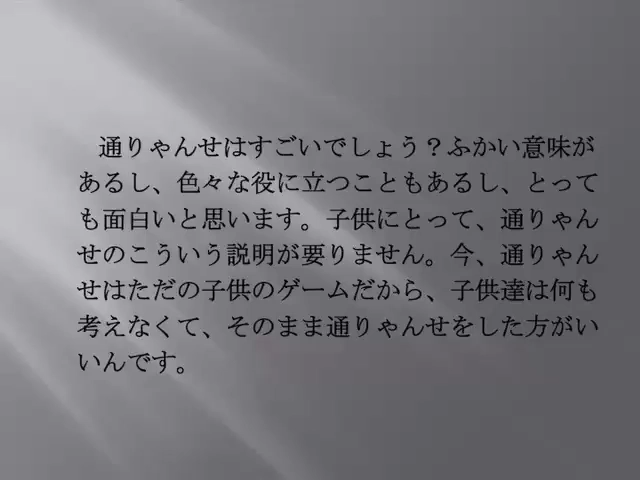 通りゃんせはすごいでしょう？ふかい意味が
あるし、色々な役に立つこともあるし、とって
も面白いと思います。子供にとって、通りゃん
せのこういう説明が要りません。今、通りゃん
せはただの子供のゲームだから、子供達は何も
考えなくて、そのまま通りゃんせをした方がい
いんです。